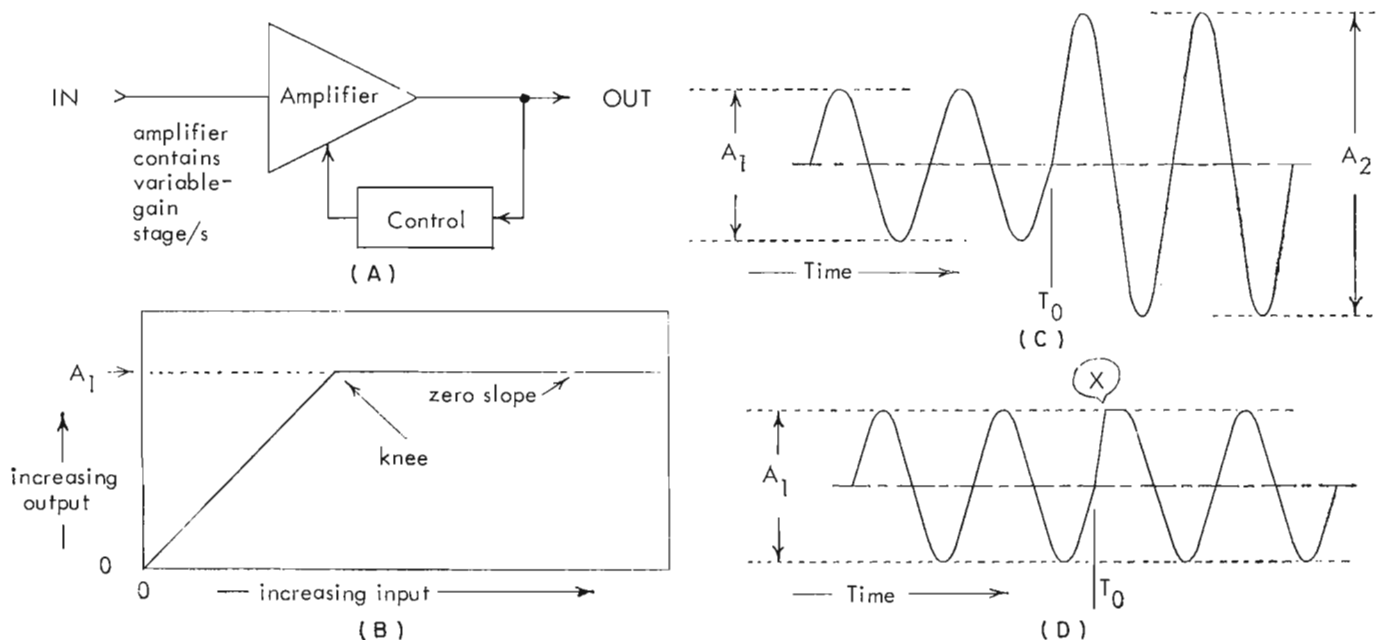 IN
Amplifier
OUT
amplifier
contains
variable-
gain
stage/s
Control
(A)
A1
A2
Time
T0
(C)
A1
zero slope
knee
increasing
output
0
0
increasing input
(B)
X
A1
Time
T0
(D)